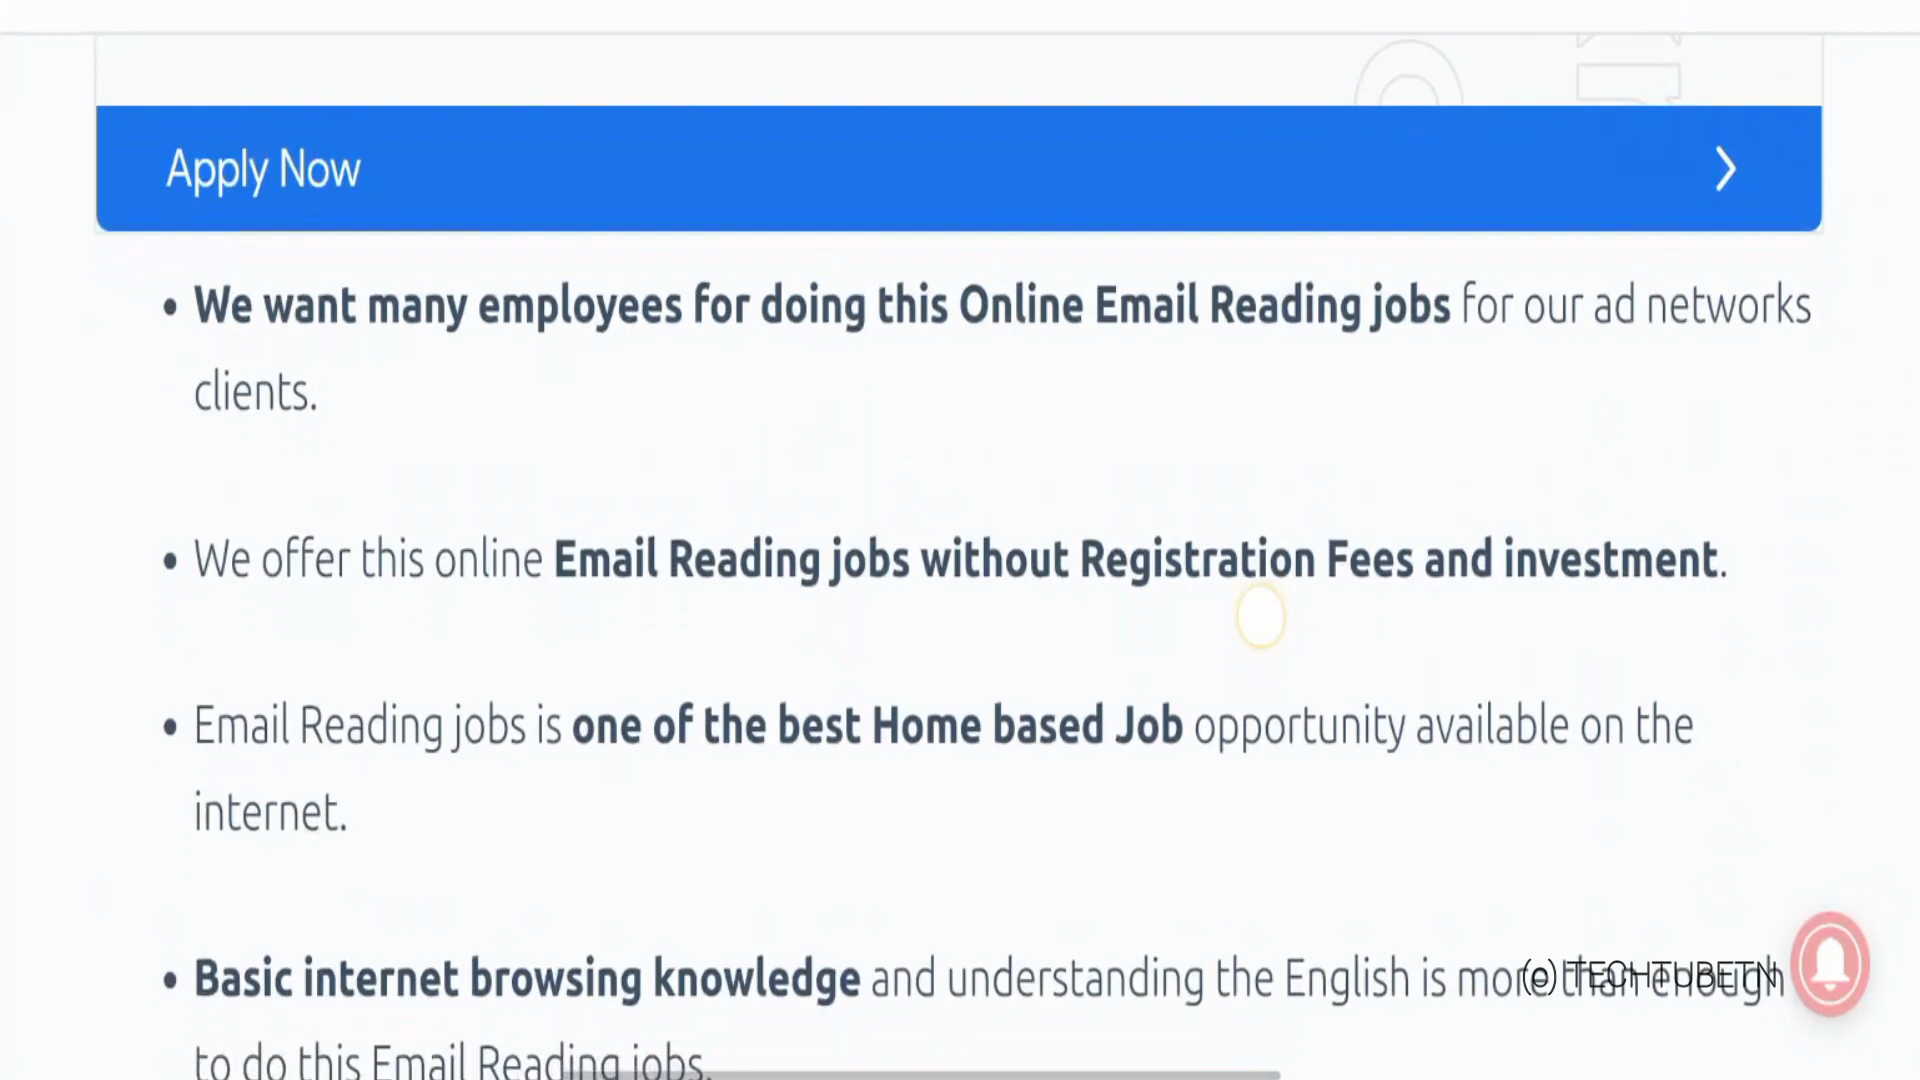 Apply Now
• We want many employees for doing this Online Email Reading jobs for our ad networks
clients.
• We offer this online Email Reading jobs without Registration Fees and investment.
• Email Reading jobs is one of the best Home based Job opportunity available on the
internet.
• Basic internet browsing knowledge and understanding the English is more than enough
(c) TECHTUBETN
to do this Email Reading jobs.